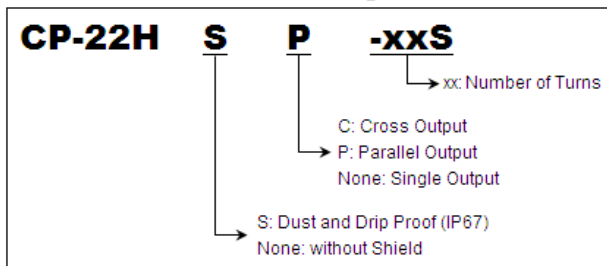 CP-22H S P -xxS
xx: Number of Turns
C: Cross Output
P: Parallel Output
None: Single Output
S: Dust and Drip Proof (IP67)
None: without Shield